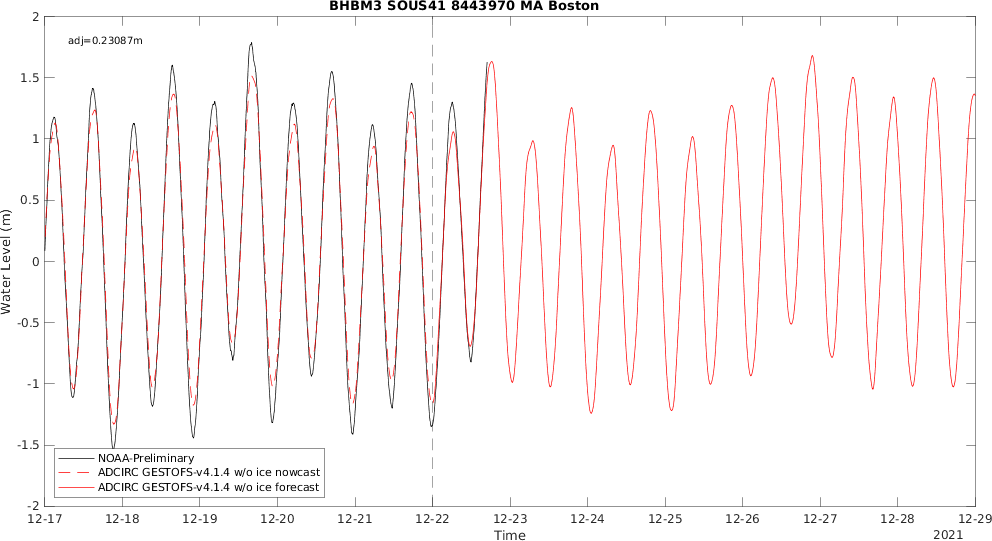 BHBM3 SOUS41 8443970 MA Boston
adj=0.23087m
2
1.5
1
0.5
0
-0.5
-1
-1.5
-2
Water Level (m)
NOAA-Preliminary
ADCIRC GESTOFS-v4.1.4 w/o ice nowcast
ADCIRC GESTOFS-v4.1.4 w/o ice forecast
12-17 12-18 12-19 12-20 12-21 12-22 12-23 12-24 12-25 12-26 12-27 12-28 12-29
Time
2021